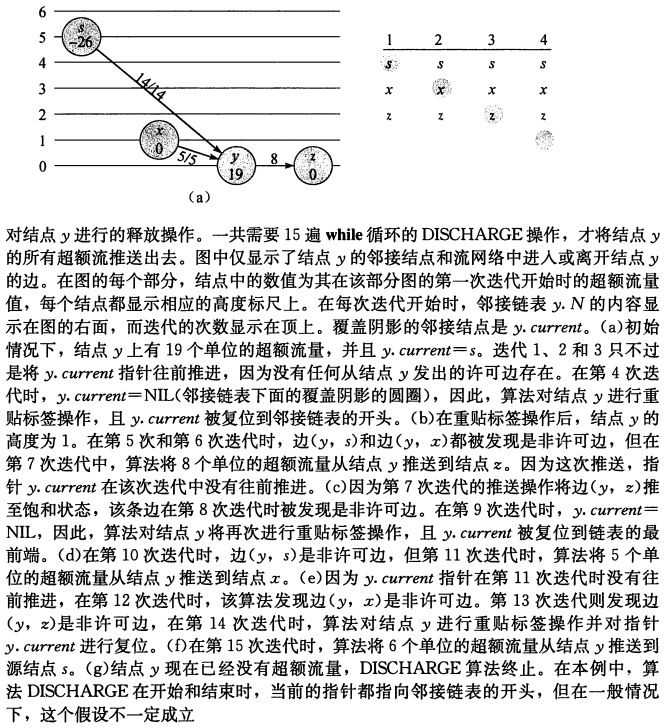 6
5
4
3
2
1
0
s
-26
14/14
x
0
5/5
y
19
8
z
0
(a)
1 2 3 4
s s s s
x x x x
z z z z
对结点 y 进行的释放操作。一共需要 15 遍 while 循环的 DISCHARGE 操作，才将结点 y
的所有超额流推送出去。图中仅显示了结点 y 的邻接结点和流网络中进入或离开结点 y
的边。在图的每个部分，结点中的数值为其在该部分图的第一次迭代开始时的超额流量
值，每个结点都显示相应的高度标尺上。在每次迭代开始时，邻接链表 y.N 的内容显
示在图的右面，而迭代的次数显示在顶上。覆盖阴影的邻接结点是 y.current。(a)初始
情况下，结点 y 上有 19 个单位的超额流量，并且 y.current=s。迭代 1、2 和 3 只不过
是将 y.current 指针往前推进，因为没有任何从结点 y 发出的许可边存在。在第 4 次迭
代时，y.current=NIL(邻接链表下面的覆盖阴影的圆圈)，因此，算法对结点 y 进行重
贴标签操作，且 y.current 被复位到邻接链表的开头。(b)在重贴标签操作后，结点 y 的
高度为 1。在第 5 次和第 6 次迭代时，边(y, s)和边(y, x)都被发现是非许可边，但在
第 7 次迭代中，算法将 8 个单位的超额流量从结点 y 推送到结点 z。因为这次推送，指
针 y.current 在该次迭代中没有往前推进。(c)因为第 7 次迭代的推送操作将边(y, z)推
至饱和状态，该条边在第 8 次迭代时被发现是非许可边。在第 9 次迭代时，y.current=
NIL，因此，算法对结点 y 将再次进行重贴标签操作，且 y.current 被复位到链表的最
前端。(d)在第 10 次迭代时，边(y, s)是非许可边，但第 11 次迭代时，算法将 5 个单
位的超额流量从结点 y 推送到结点 x。(e)因为 y.current 指针在第 11 次迭代时没有往
前推进，在第 12 次迭代时，该算法发现边(y, x)是非许可边。第 13 次迭代则发现边
(y, z)是非许可边，在第 14 次迭代时，算法对结点 y 进行重贴标签操作并对指针
y.current 进行复位。(f)在第 15 次迭代时，算法将 6 个单位的超额流量从结点 y 推送到
源结点 s。(g)结点 y 现在已经没有超额流量，DISCHARGE 算法终止。在本例中，算
法 DISCHARGE 在开始和结束时，当前的指针都指向邻接链表的开头，但在一般情况
下，这个假设不一定成立